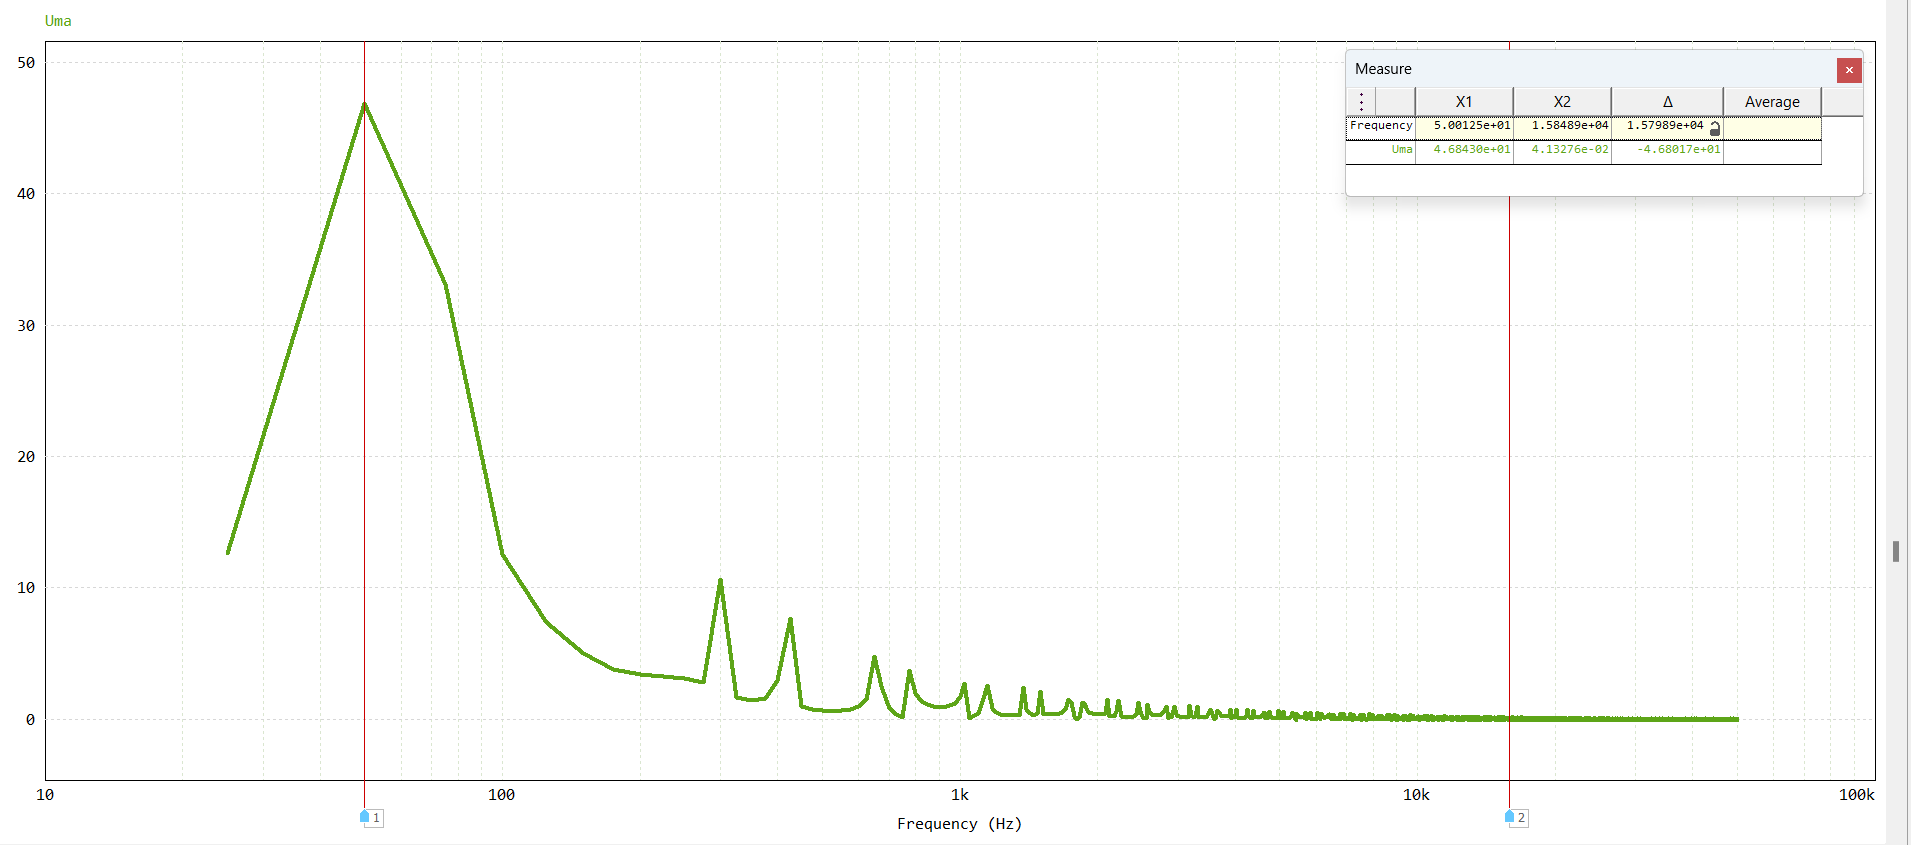 Uma
50
40
30
20
10
0
10 100 1k 10k 100k
Frequency (Hz)
1
2
Measure
X1 X2 Δ Average
Frequency 5.00125e+01 1.58489e+04 1.57989e+04
Uma 4.68430e+01 4.13276e-02 -4.68017e+01